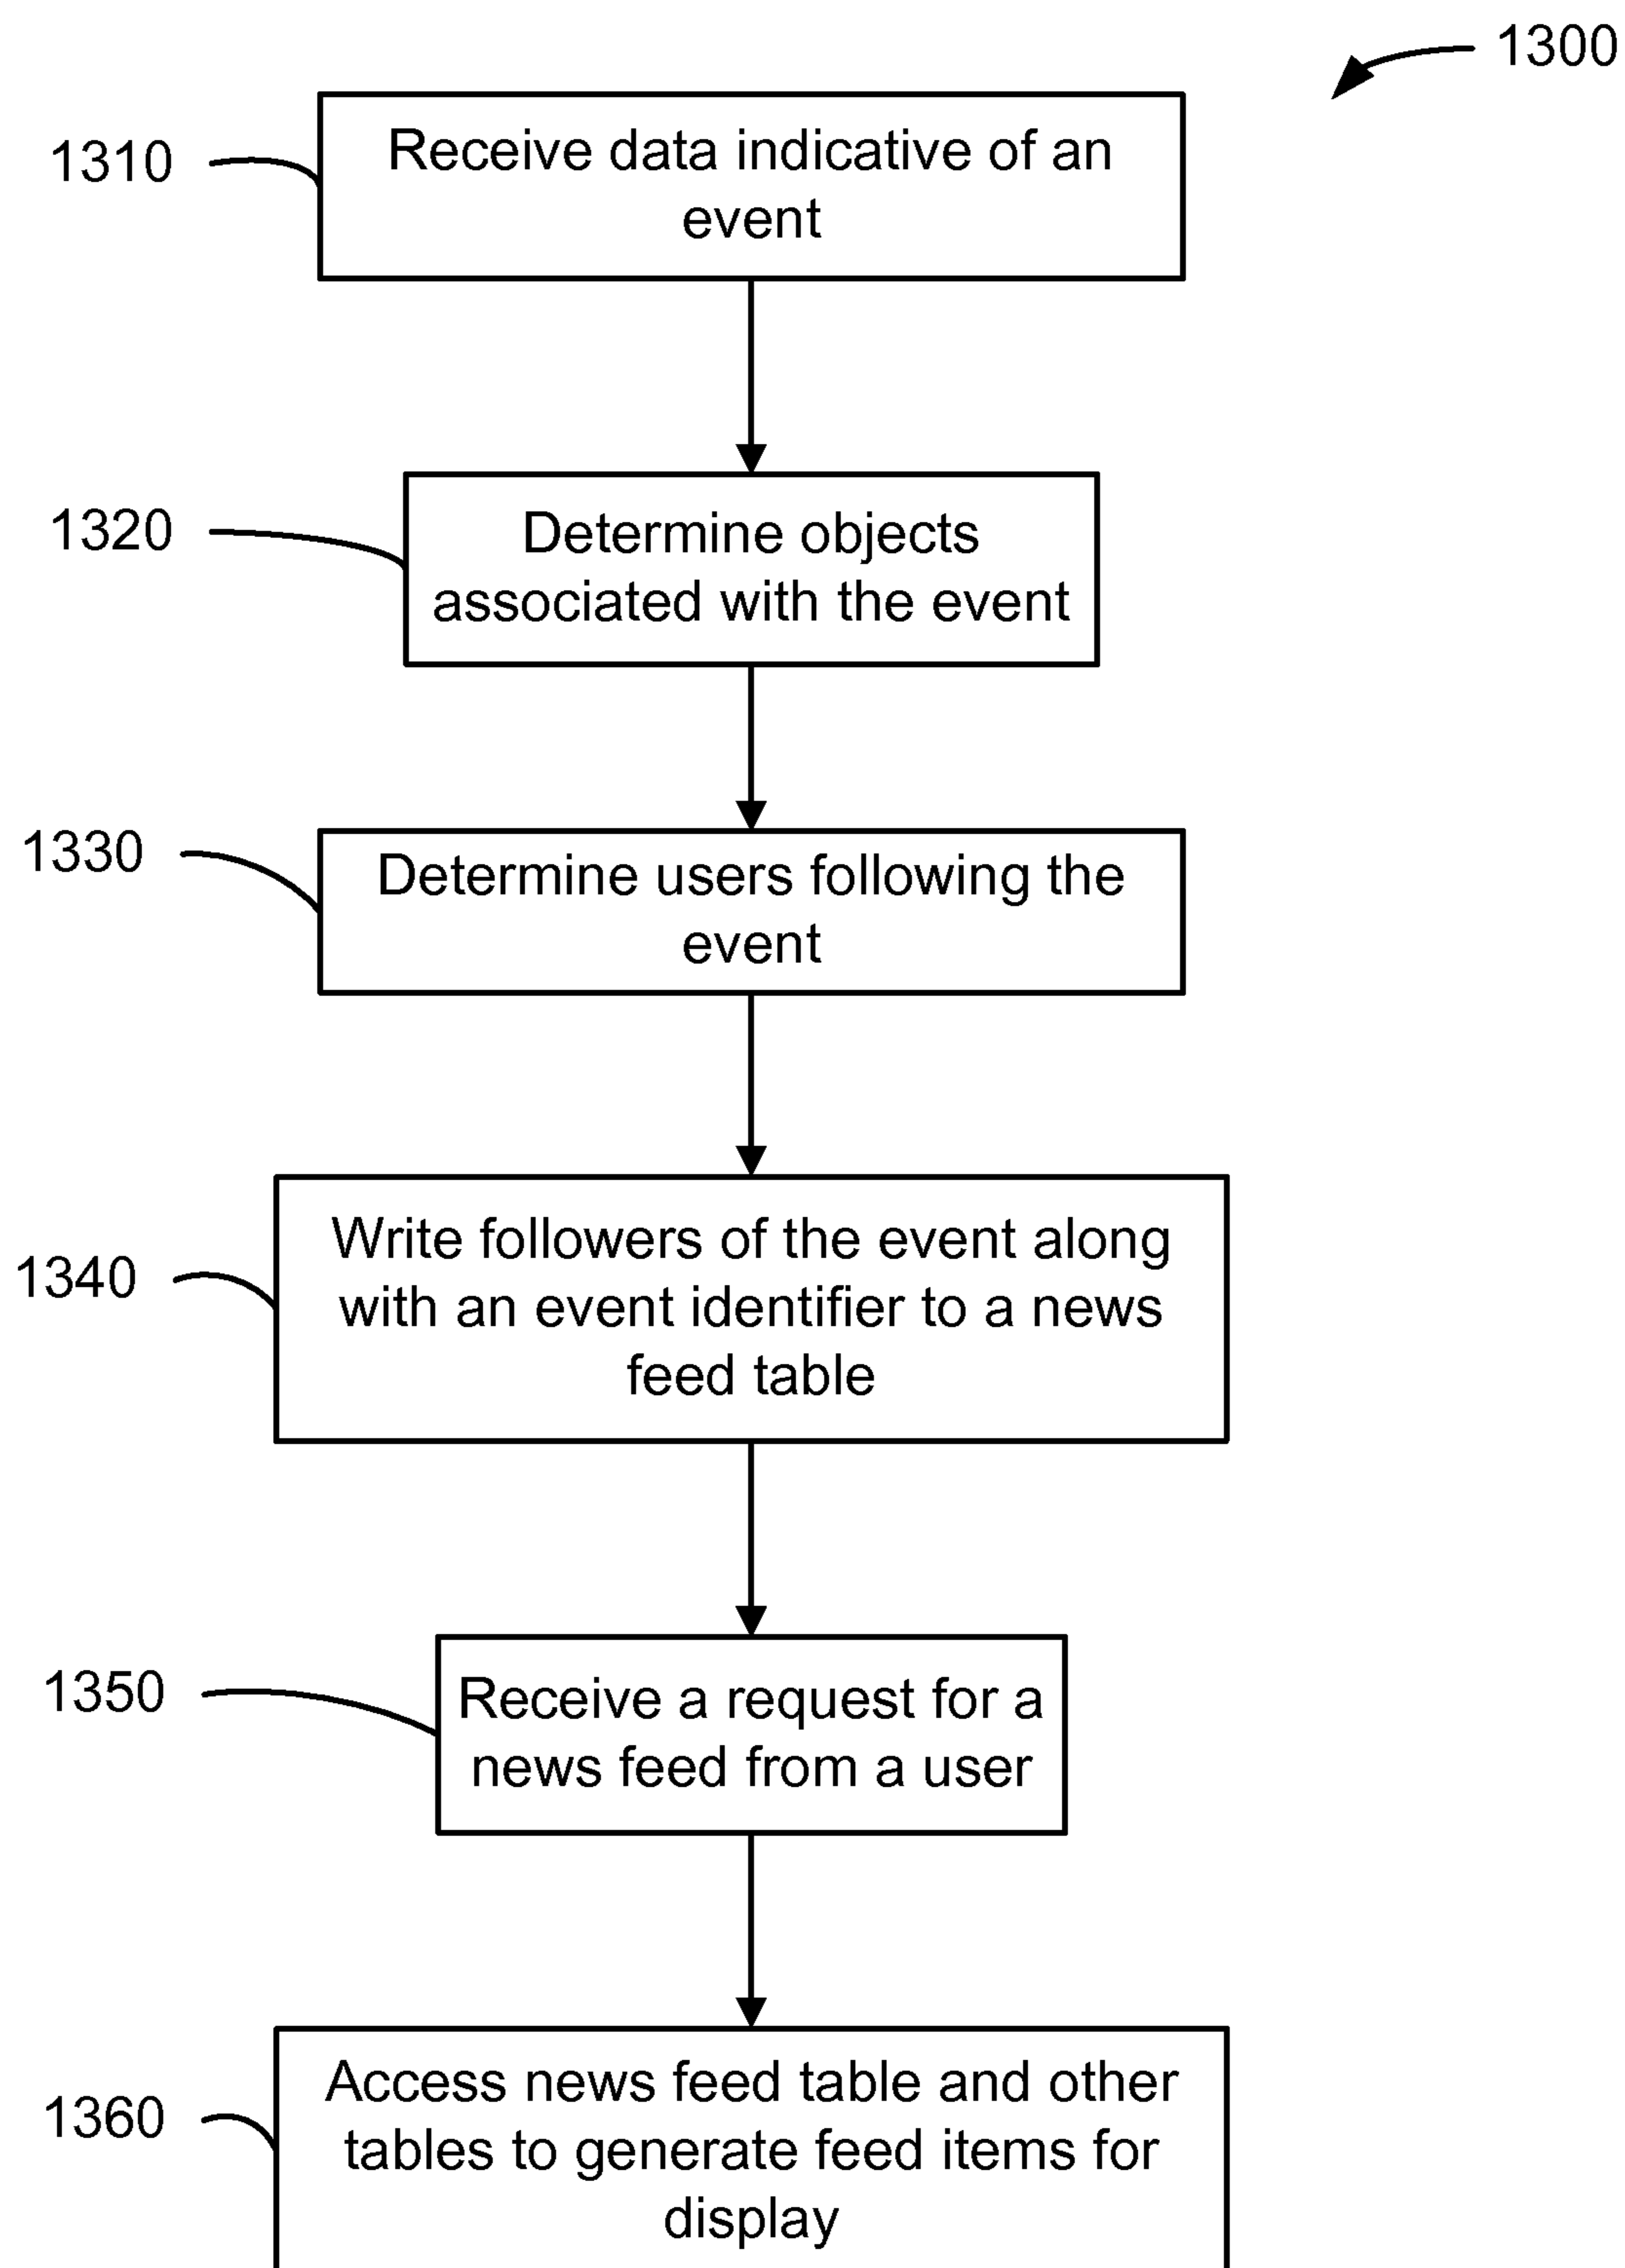 1300
1310
Receive data indicative of an
event
1320
Determine objects
associated with the event
1330
Determine users following the
event
1340
Write followers of the event along
with an event identifier to a news
feed table
1350
Receive a request for a
news feed from a user
1360
Access news feed table and other
tables to generate feed items for
display